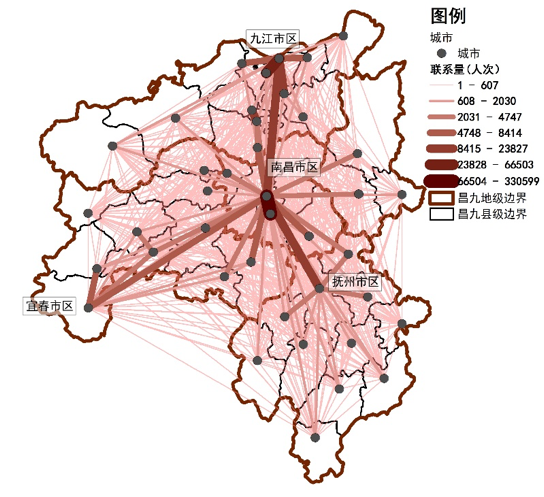 图例
城市
城市
联系量(人次)
1 - 607
608 - 2030
2031 - 4747
4748 - 8414
8415 - 23827
23828 - 66503
66504 - 330599
昌九地级边界
昌九县级边界
九江市区
南昌市区
抚州市区
宜春市区